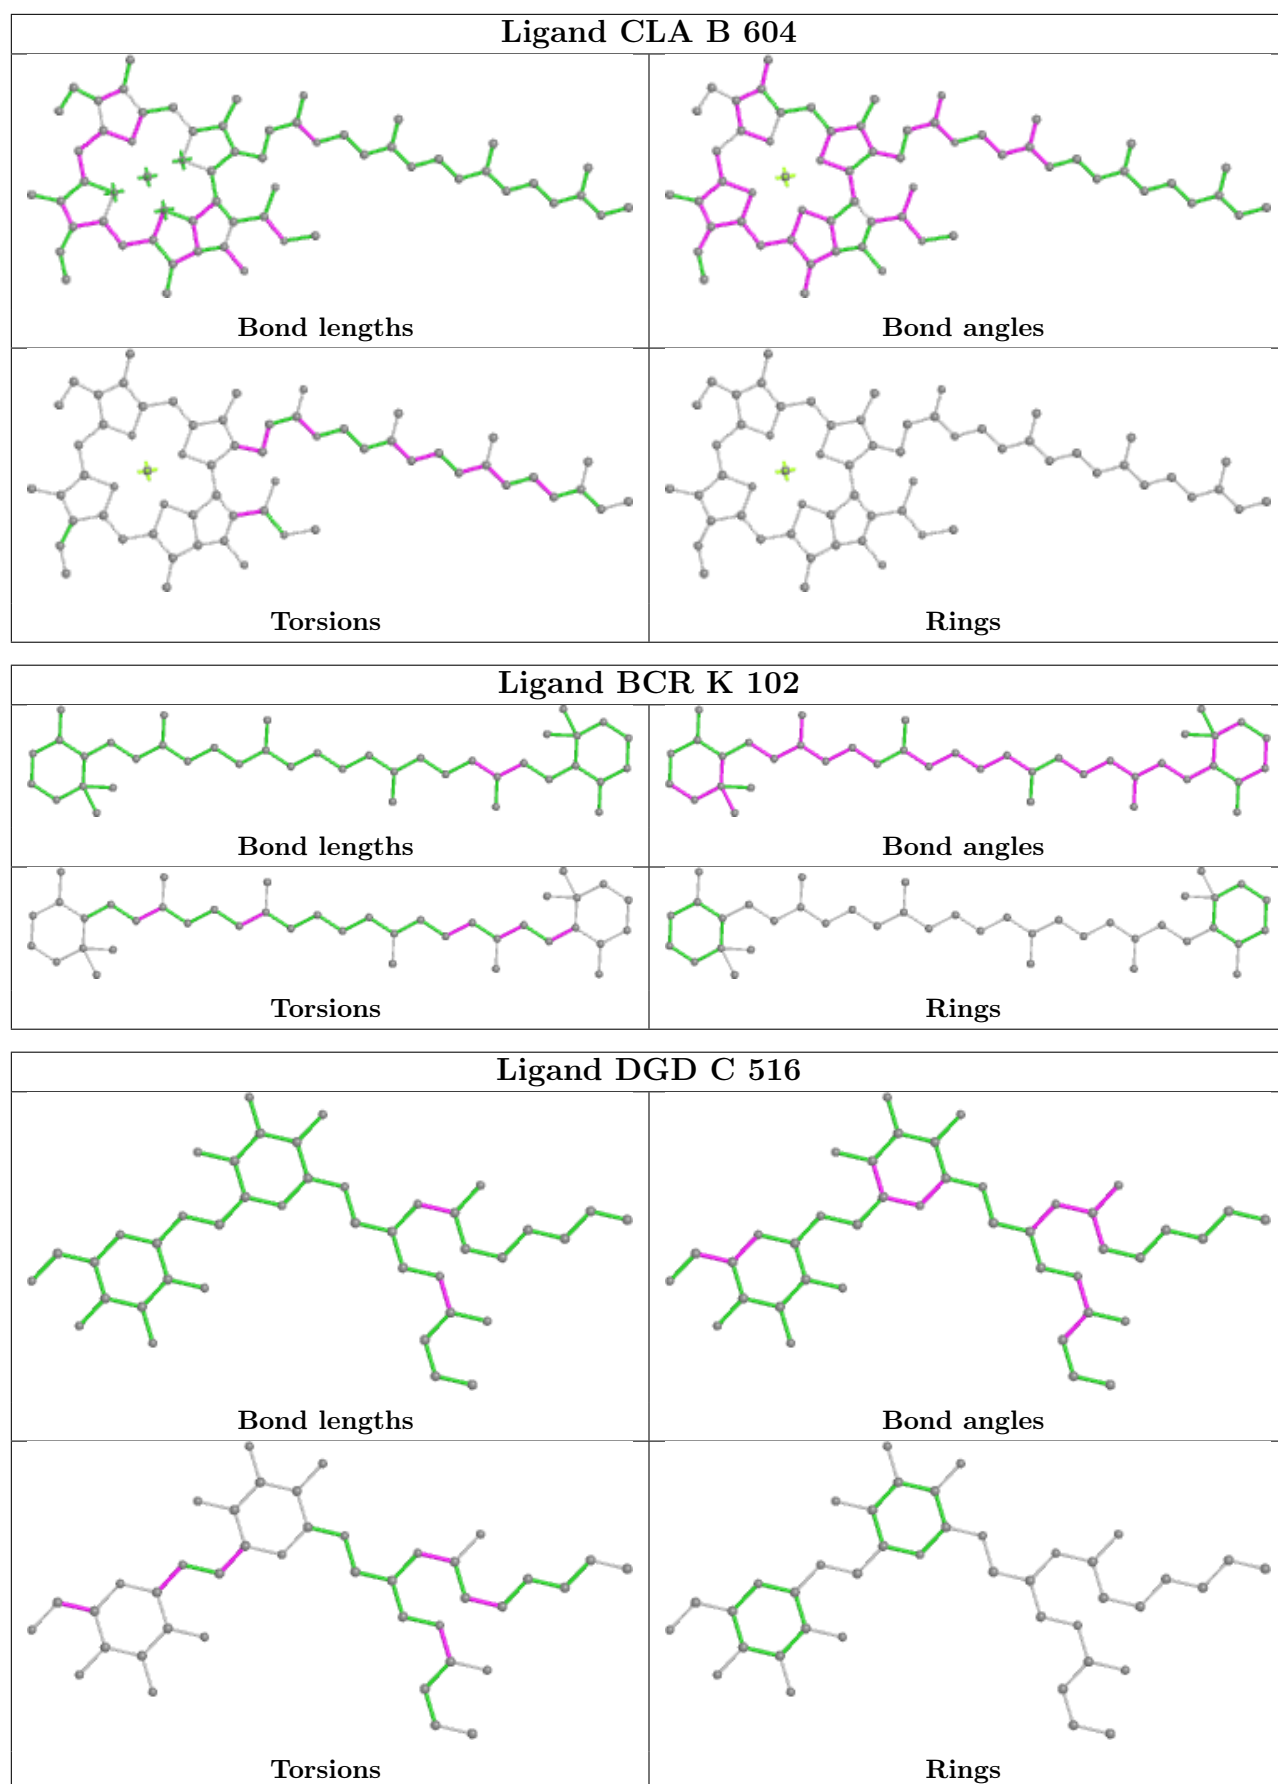 Ligand CLA B 604
Bond lengths
Bond angles
Torsions
Rings
Ligand BCR K 102
Bond lengths
Bond angles
Torsions
Rings
Ligand DGD C 516
Bond lengths
Bond angles
Torsions
Rings